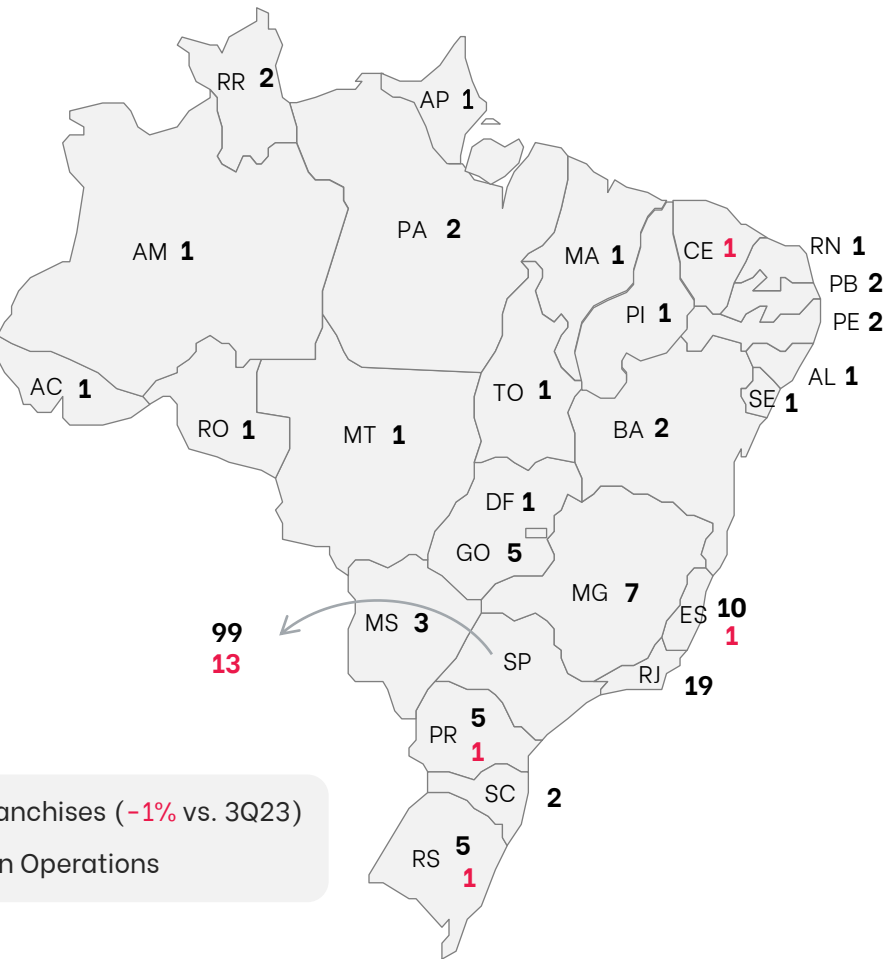 RR 2
AP 1
AM 1
PA 2
MA 1
CE 1
RN 1
PB 2
PI 1
PE 2
AC 1
TO 1
AL 1
SE 1
RO 1
MT 1
BA 2
DF 1
GO 5
MG 7
ES 10
1
MS 3
99
13
SP
RJ 19
PR 5
1
SC 2
RS 5
1
anchises (-1% vs. 3Q23)
n Operations